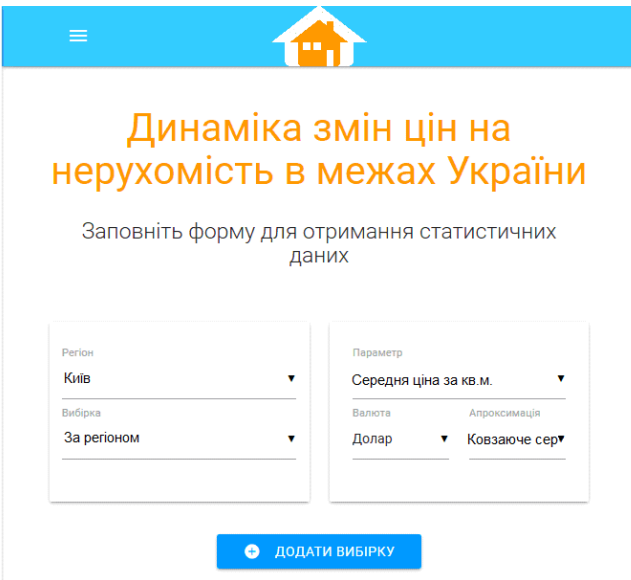 Динаміка змін цін на
нерухомість в межах України
Заповніть форму для отримання статистичних
даних
Регіон
Київ
Вибірка
За регіоном
Параметр
Середня ціна за кв.м.
Валюта Апроксимація
Долар Ковзаюче сер
ДОДАТИ ВИБІРКУ